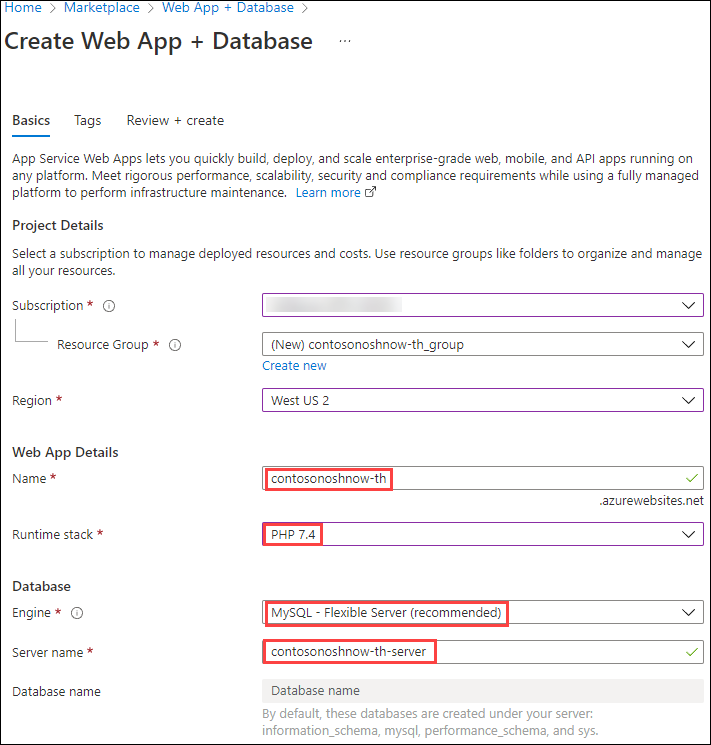 Home > Marketplace > Web App + Database >
Create Web App + Database ...
Basics Tags Review + create
App Service Web Apps lets you quickly build, deploy, and scale enterprise-grade web, mobile, and API apps running on
any platform. Meet rigorous performance, scalability, security and compliance requirements while using a fully managed
platform to perform infrastructure maintenance. Learn more
Project Details
Select a subscription to manage deployed resources and costs. Use resource groups like folders to organize and manage
all your resources.
Subscription *
Resource Group * (New) contosonoshnow-th_group
Create new
Region * West US 2
Web App Details
Name * contosonoshnow-th
.azurewebsites.net
Runtime stack * PHP 7.4
Database
Engine * MySQL - Flexible Server (recommended)
Server name * contosonoshnow-th-server
Database name Database name
By default, these databases are created under your server:
information_schema, mysql, performance_schema, and sys.